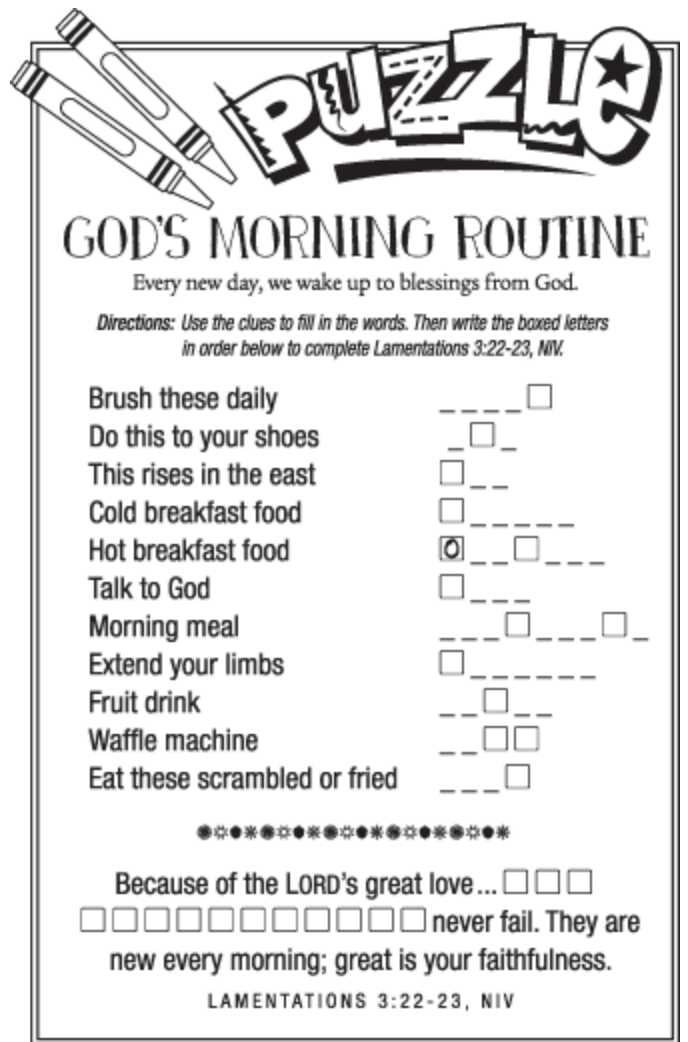 PUZZLE
GOD'S MORNING ROUTINE
Every new day, we wake up to blessings from God.
Directions: Use the clues to fill in the words. Then write the boxed letters
in order below to complete Lamentations 3:22-23, NIV.
Brush these daily
Do this to your shoes
This rises in the east
Cold breakfast food
Hot breakfast food O
Talk to God
Morning meal
Extend your limbs
Fruit drink
Waffle machine
Eat these scrambled or fried
Because of the LORD's great love...
never fail. They are
new every morning; great is your faithfulness.
LAMENTATIONS 3:22-23, NIV